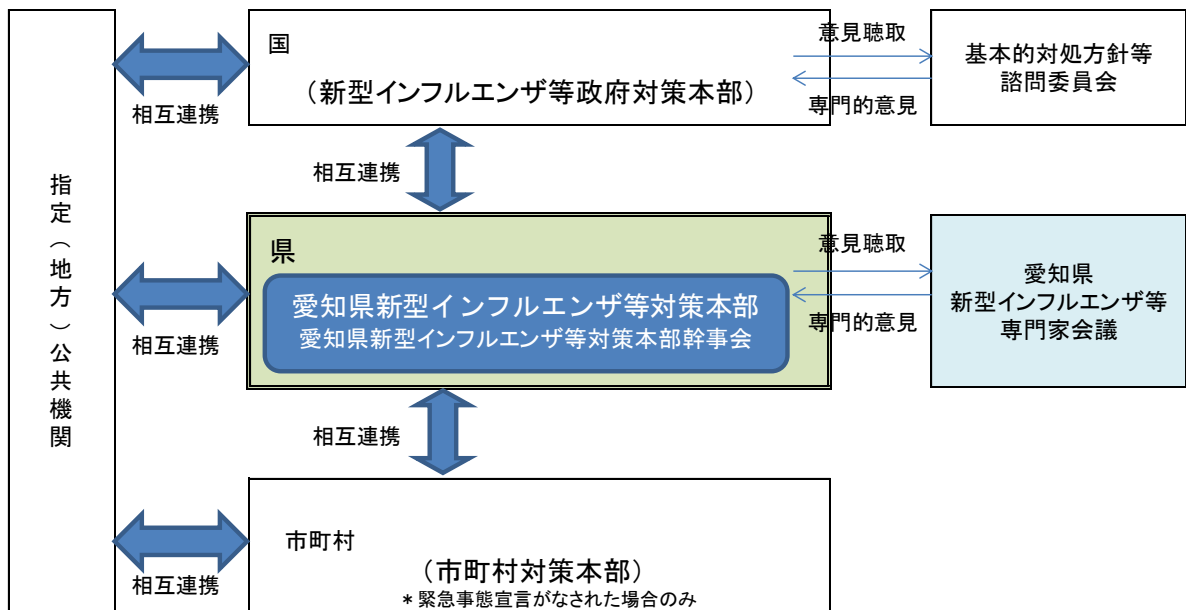 指定（地方）公共機関
相互連携
国
（新型インフルエンザ等政府対策本部）
意見聴取
専門的意見
基本的対処方針等
諮問委員会
相互連携
相互連携
県
愛知県新型インフルエンザ等対策本部
愛知県新型インフルエンザ等対策本部幹事会
意見聴取
専門的意見
愛知県
新型インフルエンザ等
専門家会議
相互連携
相互連携
市町村
（市町村対策本部）
＊緊急事態宣言がなされた場合のみ